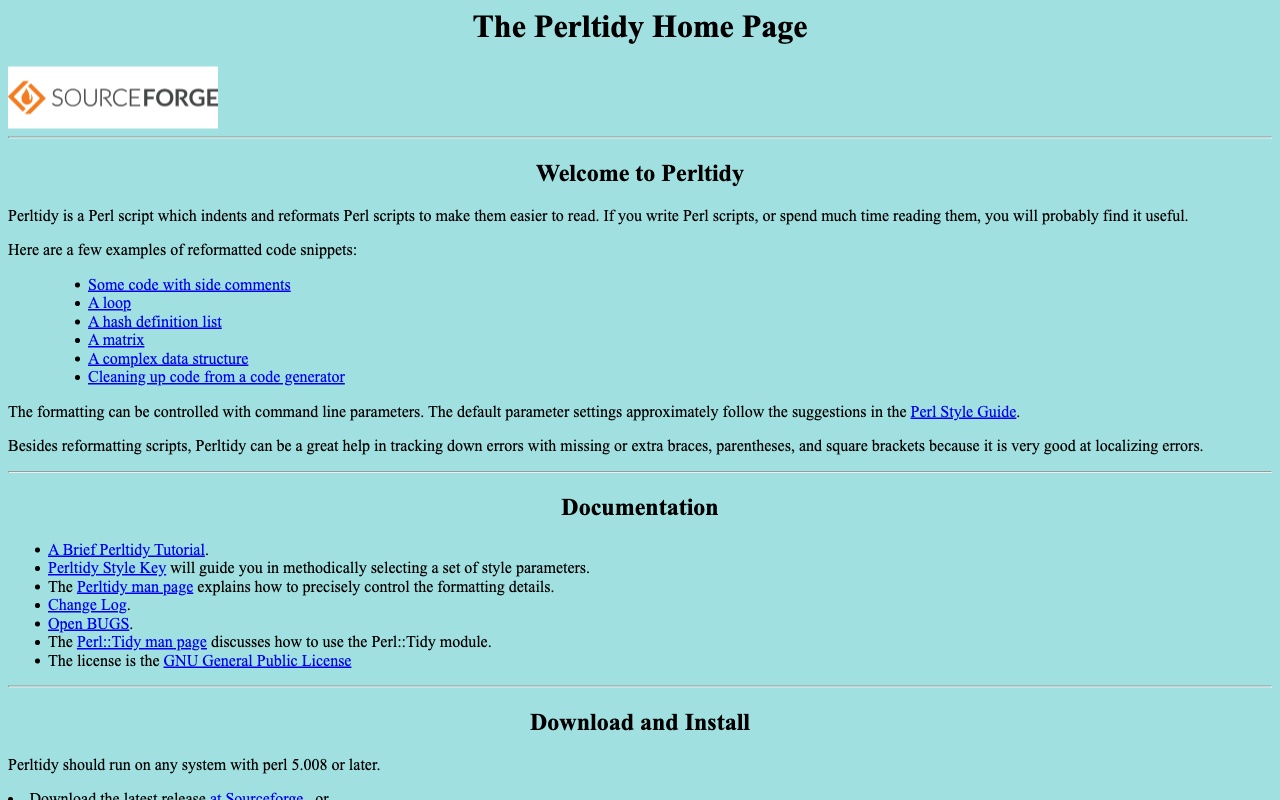 The Perltidy Home Page
SOURCEFORGE
Welcome to Perltidy
Perltidy is a Perl script which indents and reformats Perl scripts to make them easier to read. If you write Perl scripts, or spend much time reading them, you will probably find it useful.
Here are a few examples of reformatted code snippets:
Some code with side comments
A loop
A hash definition list
A matrix
A complex data structure
Cleaning up code from a code generator
The formatting can be controlled with command line parameters. The default parameter settings approximately follow the suggestions in the Perl Style Guide.
Besides reformatting scripts, Perltidy can be a great help in tracking down errors with missing or extra braces, parentheses, and square brackets because it is very good at localizing errors.
Documentation
A Brief Perltidy Tutorial.
Perltidy Style Key will guide you in methodically selecting a set of style parameters.
The Perltidy man page explains how to precisely control the formatting details.
Change Log.
Open BUGS.
The Perl::Tidy man page discusses how to use the Perl::Tidy module.
The license is the GNU General Public License
Download and Install
Perltidy should run on any system with perl 5.008 or later.
Download the latest release at Sourceforge , or